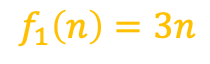 f₁(n) = 3n